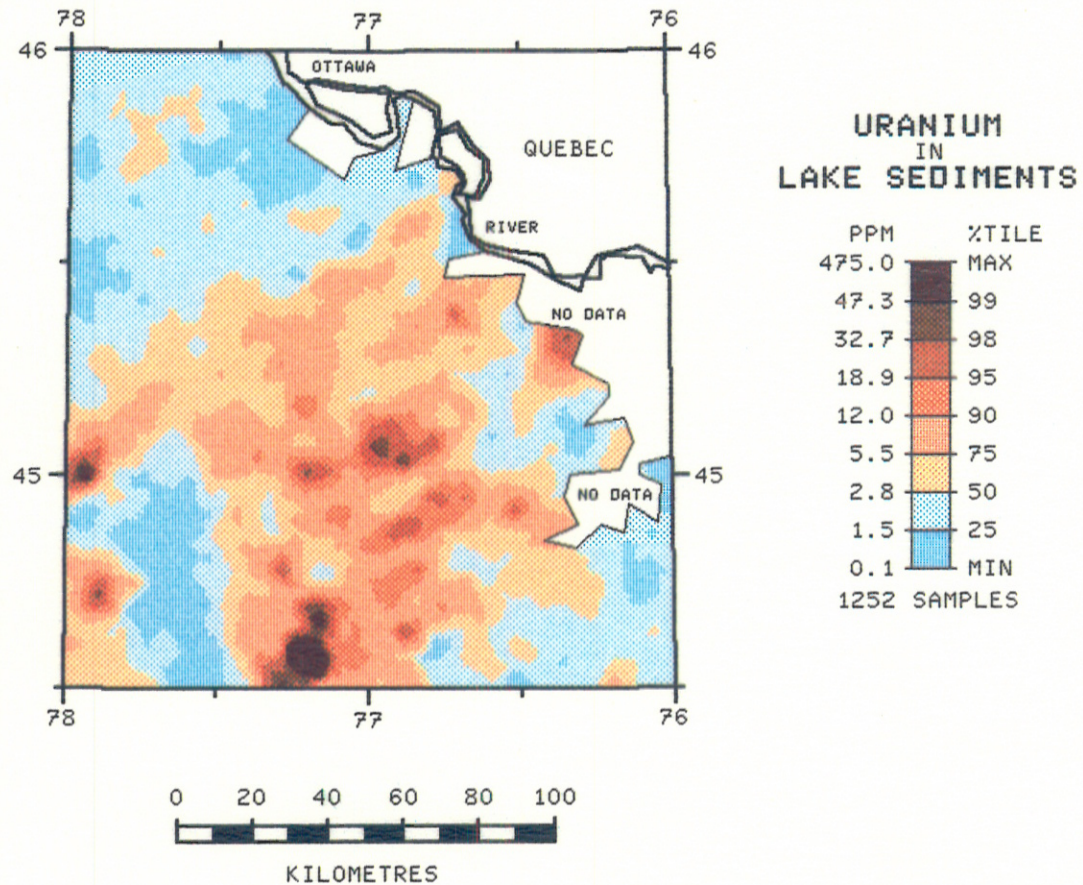 78 77 76
46 46
OTTAWA
QUEBEC
RIVER
NO DATA
45 45
NO DATA
78 77 76
0 20 40 60 80 100
KILOMETRES
URANIUM
IN
LAKE SEDIMENTS
PPM %TILE
475.0 MAX
47.3 99
32.7 98
18.9 95
12.0 90
5.5 75
2.8 50
1.5 25
0.1 MIN
1252 SAMPLES